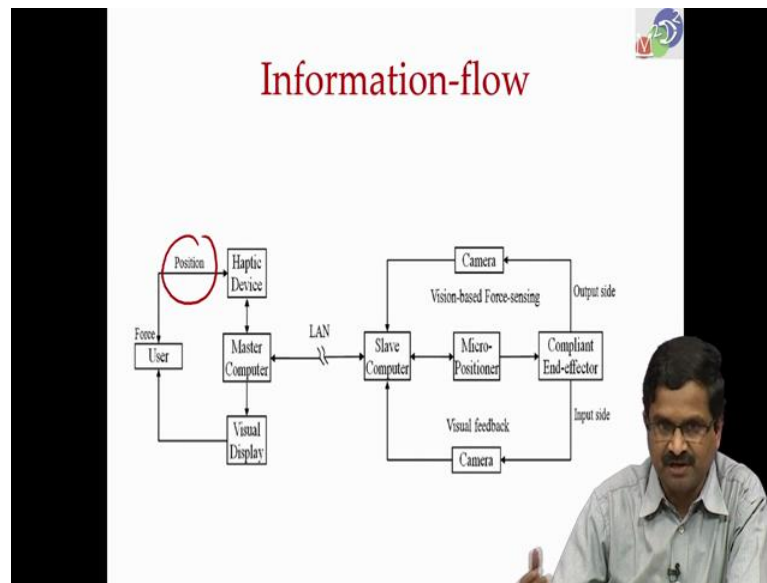 Information-flow
Position
Haptic
Device
Force
User
Master
Computer
Visual
Display
LAN
Camera
Vision-based Force-sensing
Output side
Slave
Computer
Micro-
Positioner
Compliant
End-effector
Visual feedback
Input side
Camera